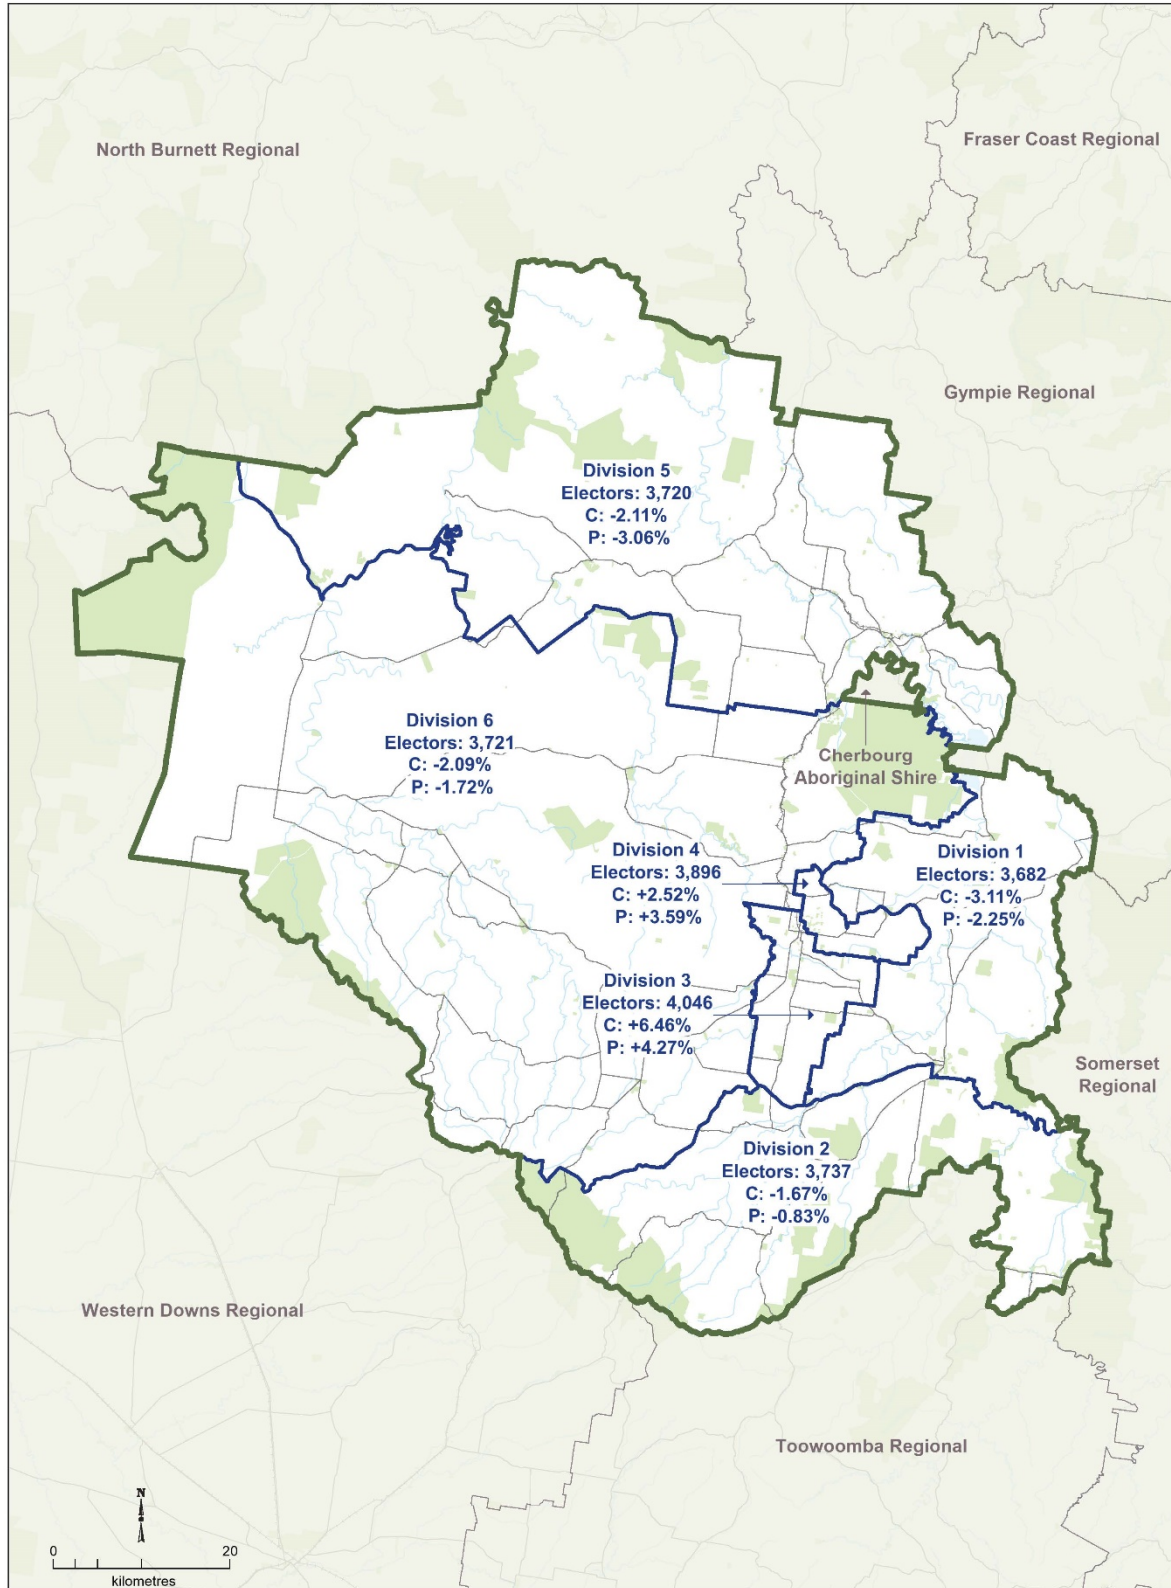 North Burnett Regional
Fraser Coast Regional
Gympie Regional
Division 5
Electors: 3,720
C: -2.11%
P: -3.06%
Division 6
Electors: 3,721
C: -2.09%
P: -1.72%
Cherbourg
Aboriginal Shire
Division 4
Electors: 3,896
C: +2.52%
P: +3.59%
Division 1
Electors: 3,682
C: -3.11%
P: -2.25%
Division 3
Electors: 4,046
C: +6.46%
P: +4.27%
Somerset
Regional
Division 2
Electors: 3,737
C: -1.67%
P: -0.83%
Western Downs Regional
Toowoomba Regional
N
0 20
kilometres